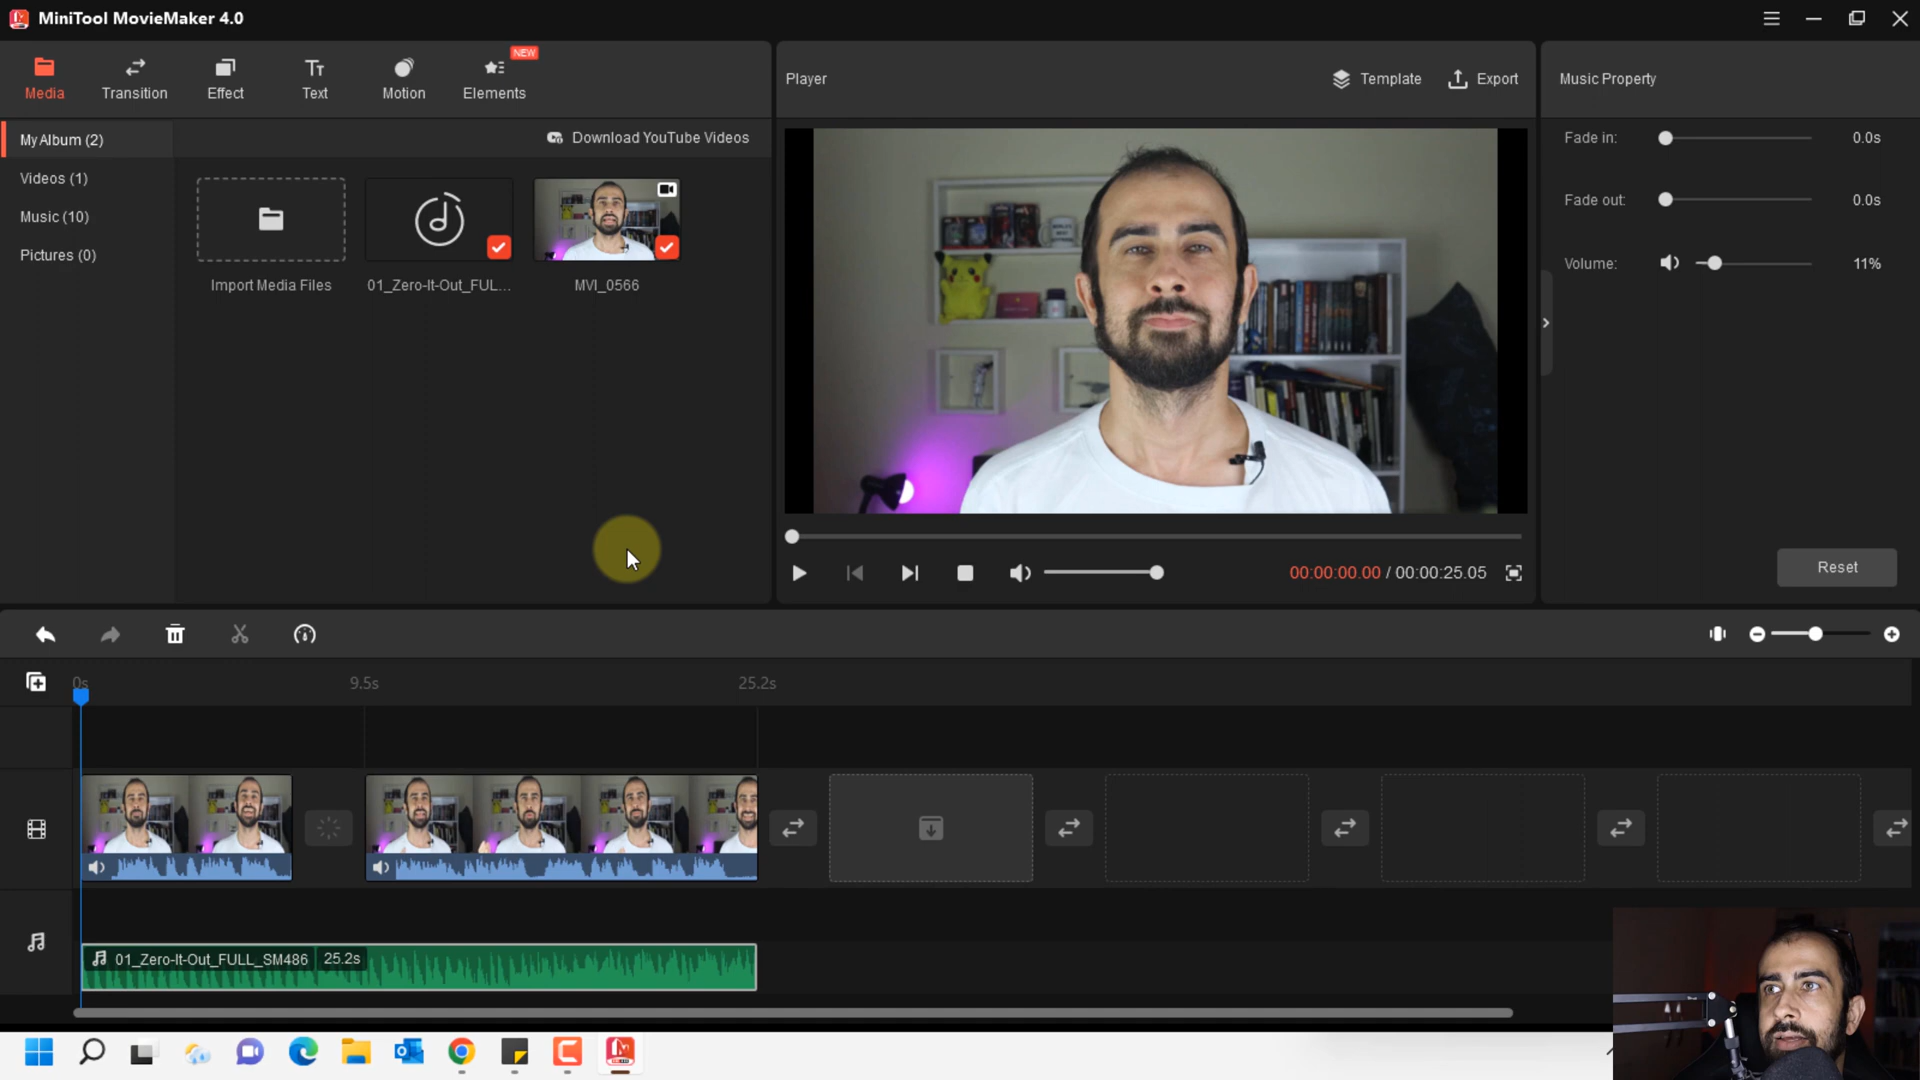 MiniTool MovieMaker 4.0
Media
Transition
Effect
Text
Motion
NEW
Elements
Player
Template
Export
Music Property
My Album (2)
Download YouTube Videos
Videos (1)
Music (10)
Pictures (0)
Import Media Files
01_Zero-It-Out_FUL...
MVI_0566
Fade in:
0.0s
Fade out:
0.0s
Volume:
11%
00:00:00.00 / 00:00:25.05
Reset
0s
9.5s
25.2s
01_Zero-It-Out_FULL_SM486
25.2s